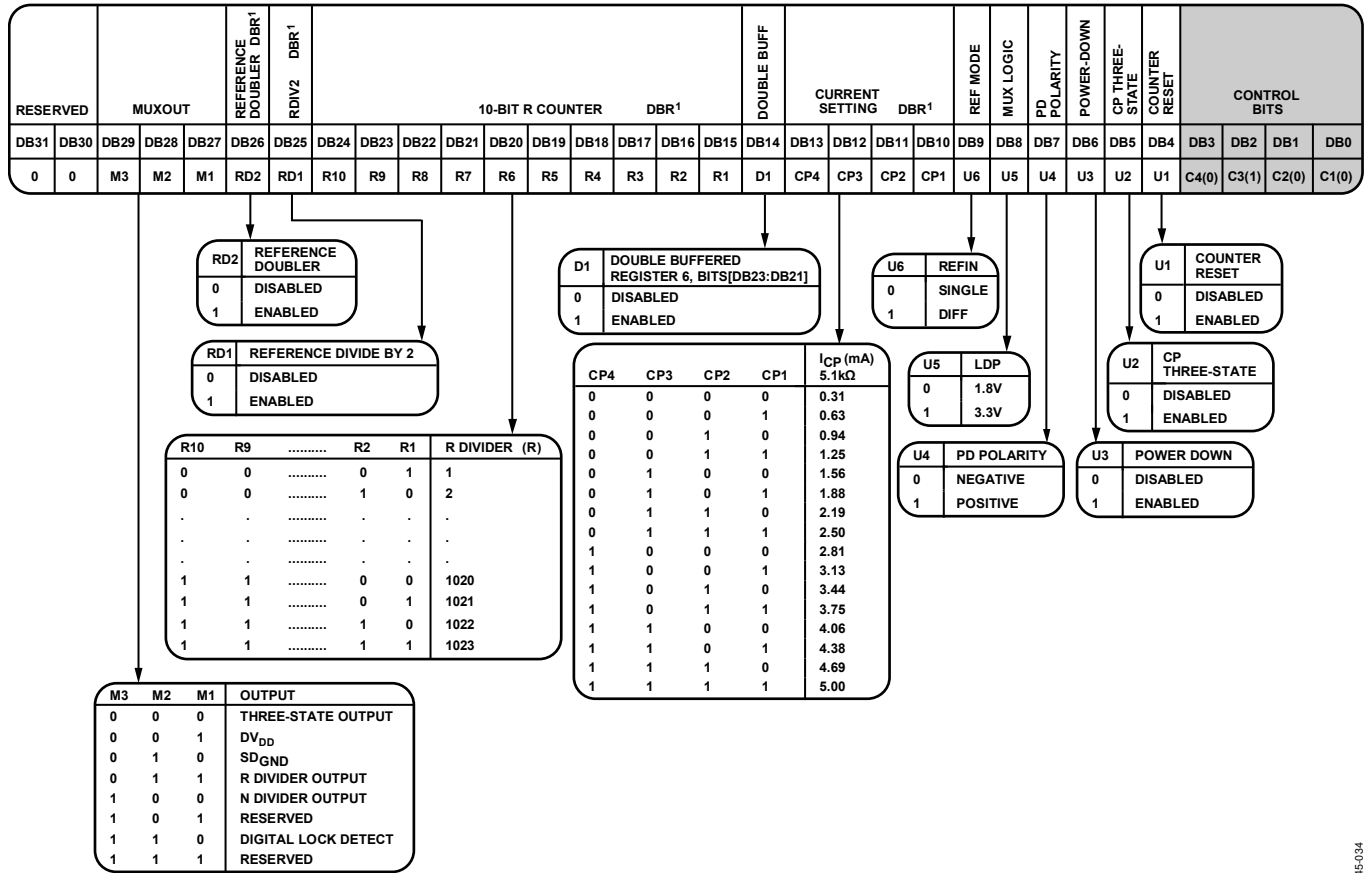 RESERVED MUXOUT REFERENCE DOUBLER DBR1 RDIV2 DBR1 10-BIT R COUNTER DBR1 DOUBLE BUFF CURRENT SETTING DBR1 REF MODE MUX LOGIC PD POLARITY POWER-DOWN CP THREE-STATE COUNTER RESET CONTROL BITS
DB31 DB30 DB29 DB28 DB27 DB26 DB25 DB24 DB23 DB22 DB21 DB20 DB19 DB18 DB17 DB16 DB15 DB14 DB13 DB12 DB11 DB10 DB9 DB8 DB7 DB6 DB5 DB4 DB3 DB2 DB1 DB0
0 0 M3 M2 M1 RD2 RD1 R10 R9 R8 R7 R6 R5 R4 R3 R2 R1 D1 CP4 CP3 CP2 CP1 U6 U5 U4 U3 U2 U1 C4(0) C3(1) C2(0) C1(0)
RD2 REFERENCE DOUBLER
0 DISABLED
1 ENABLED
RD1 REFERENCE DIVIDE BY 2
0 DISABLED
1 ENABLED
R10 R9 .......... R2 R1 R DIVIDER (R)
0 0 .......... 0 1 1
0 0 .......... 1 0 2
. . .......... . . .
. . .......... . . .
. . .......... . . .
1 1 .......... 0 0 1020
1 1 .......... 0 1 1021
1 1 .......... 1 0 1022
1 1 .......... 1 1 1023
M3 M2 M1 OUTPUT
0 0 0 THREE-STATE OUTPUT
0 0 1 DVDD
0 1 0 SDGND
0 1 1 R DIVIDER OUTPUT
1 0 0 N DIVIDER OUTPUT
1 0 1 RESERVED
1 1 0 DIGITAL LOCK DETECT
1 1 1 RESERVED
D1 DOUBLE BUFFERED
REGISTER 6, BITS[DB23:DB21]
0 DISABLED
1 ENABLED
CP4 CP3 CP2 CP1 ICP (mA) 5.1kΩ
0 0 0 0 0.31
0 0 0 1 0.63
0 0 1 0 0.94
0 0 1 1 1.25
0 1 0 0 1.56
0 1 0 1 1.88
0 1 1 0 2.19
0 1 1 1 2.50
1 0 0 0 2.81
1 0 0 1 3.13
1 0 1 0 3.44
1 0 1 1 3.75
1 1 0 0 4.06
1 1 0 1 4.38
1 1 1 0 4.69
1 1 1 1 5.00
U6 REFIN
0 SINGLE
1 DIFF
U5 LDP
0 1.8V
1 3.3V
U4 PD POLARITY
0 NEGATIVE
1 POSITIVE
U3 POWER DOWN
0 DISABLED
1 ENABLED
U2 CP THREE-STATE
0 DISABLED
1 ENABLED
U1 COUNTER RESET
0 DISABLED
1 ENABLED
45-034